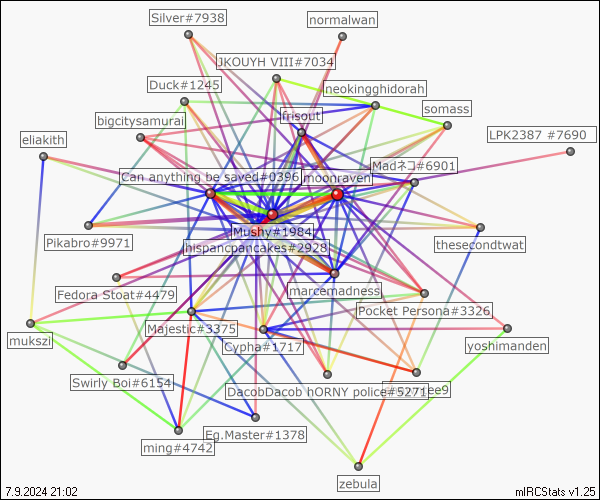 Silver#7938
normalwan
JKOUYH VIII#7034
Duck#1245
neokingghidorah
bigcitysamurai
frisout
somass
LPK2387 #7690
eliakith
Madネコ#6901
Can anything be saved#0396
moonraven
Mushy#1984
Pikabro#9971
hispancpancakes#2928
thesecondtwat
marcemadness
Fedora Stoat#4479
Pocket Persona#3326
Majestic#3375
mukszi
Cypha#1717
yoshimanden
Swirly Boi#6154
DacobDacob hORNY police#5271
Eg.Master#1378
ming#4742
zebula
7.9.2024 21:02
mIRCStats v1.25